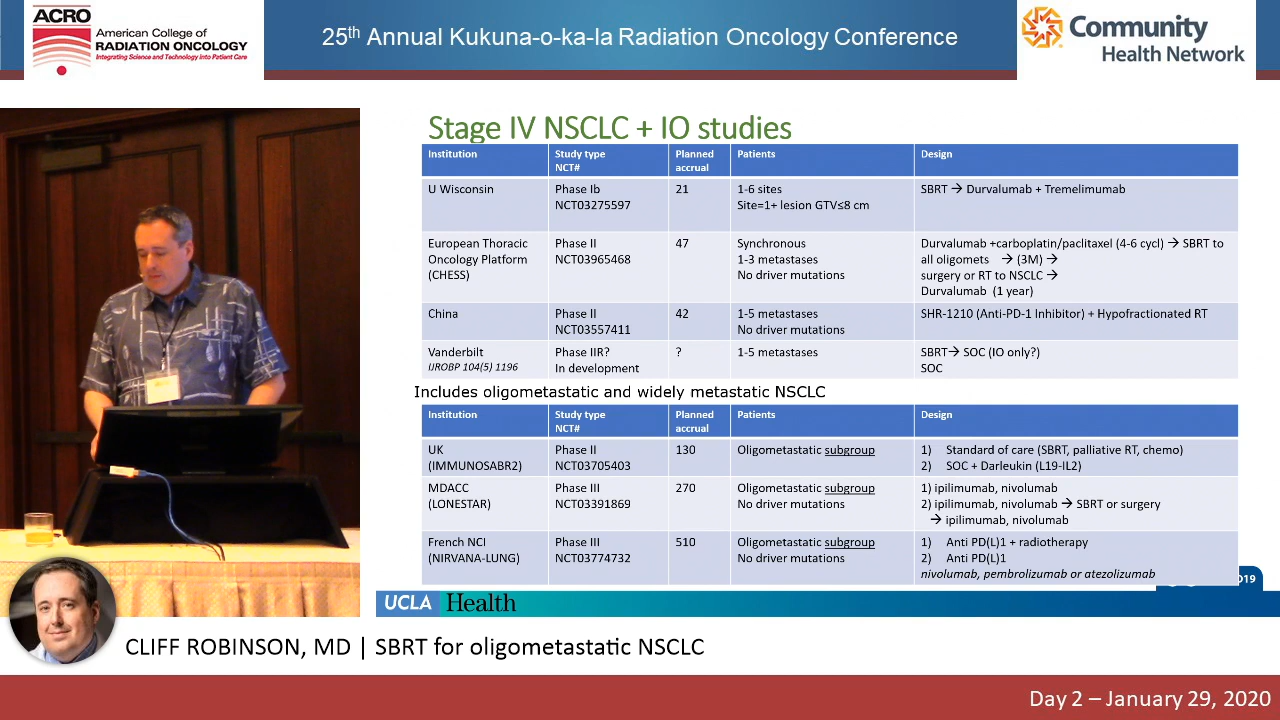 ACRO
American College of
RADIATION ONCOLOGY
Integrating Science and Technology Into Patient Care
25th Annual Kukuna-o-ka-la Radiation Oncology Conference
Community
Health Network
Stage IV NSCLC + IO studies
Institution Study type NCT# Planned accrual Patients Design
U Wisconsin Phase Ib NCT03275597 21 1-6 sites Site=1+ lesion GTV≤8 cm SBRT → Durvalumab + Tremelimumab
European Thoracic Oncology Platform (CHESS) Phase II NCT03965468 47 Synchronous 1-3 metastases No driver mutations Durvalumab +carboplatin/paclitaxel (4-6 cycl) → SBRT to all oligomets → (3M) → surgery or RT to NSCLC → Durvalumab (1 year)
China Phase II NCT03557411 42 1-5 metastases No driver mutations SHR-1210 (Anti-PD-1 Inhibitor) + Hypofractionated RT
Vanderbilt IJROBP 104(5) 1196 Phase IIR? In development ? 1-5 metastases SBRT→ SOC (IO only?) SOC
Includes oligometastatic and widely metastatic NSCLC
Institution Study type NCT# Planned accrual Patients Design
UK (IMMUNOSABR2) Phase II NCT03705403 130 Oligometastatic subgroup 1) Standard of care (SBRT, palliative RT, chemo) 2) SOC + Darleukin (L19-IL2)
MDACC (LONESTAR) Phase III NCT03391869 270 Oligometastatic subgroup No driver mutations 1) ipilimumab, nivolumab 2) ipilimumab, nivolumab → SBRT or surgery → ipilimumab, nivolumab
French NCI (NIRVANA-LUNG) Phase III NCT03774732 510 Oligometastatic subgroup No driver mutations 1) Anti PD(L)1 + radiotherapy 2) Anti PD(L)1 nivolumab, pembrolizumab or atezolizumab
UCLA Health
CLIFF ROBINSON, MD | SBRT for oligometastatic NSCLC
Day 2 – January 29, 2020